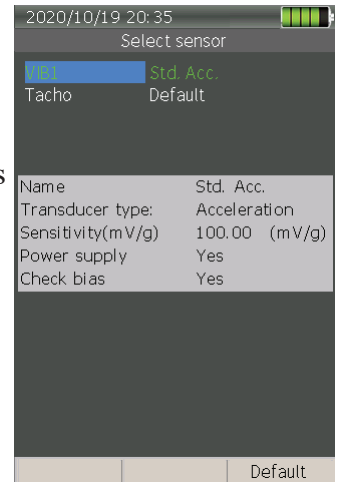 2020/10/19 20:35
Select sensor
VIB1 Std. Acc.
Tacho Default
s
Name Std. Acc.
Transducer type: Acceleration
Sensitivity(mV/g) 100.00 (mV/g)
Power supply Yes
Check bias Yes
Default